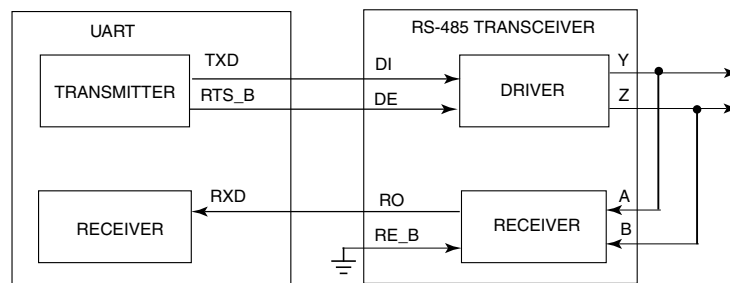 UART
RS-485 TRANSCEIVER
TRANSMITTER
TXD
RTS_B
DI
DE
DRIVER
Y
Z
RECEIVER
RXD
RO
RE_B
RECEIVER
A
B